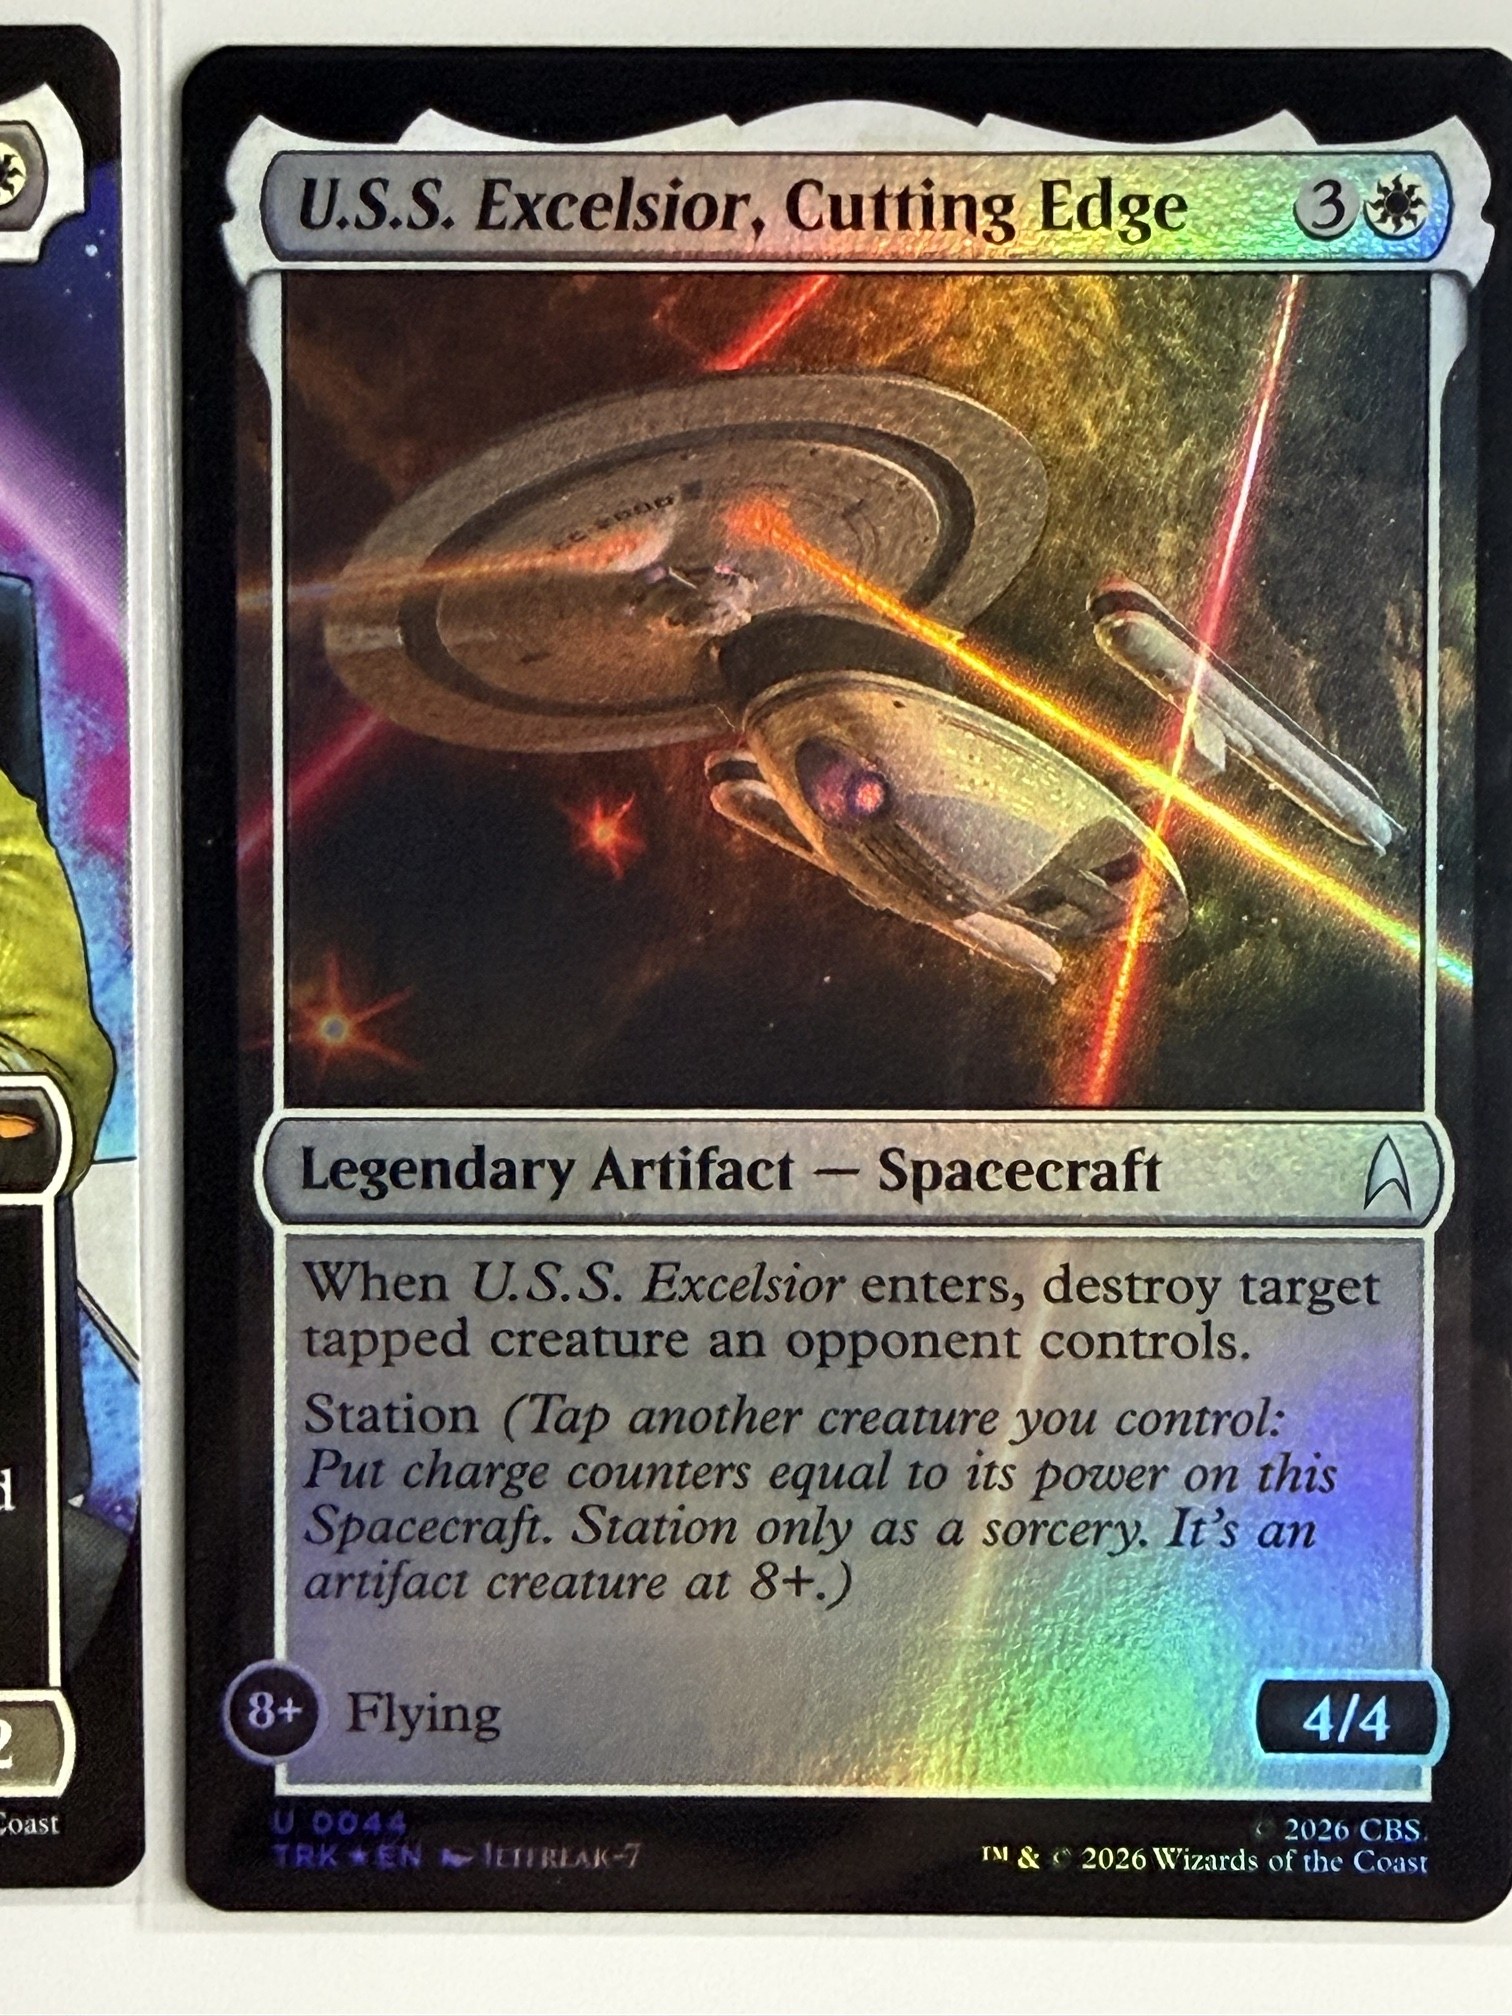 U.S.S. Excelsior, Cutting Edge 3
Legendary Artifact — Spacecraft
When U.S.S. Excelsior enters, destroy target
tapped creature an opponent controls.
Station (Tap another creature you control:
Put charge counters equal to its power on this
Spacecraft. Station only as a sorcery. It's an
artifact creature at 8+.)
8+ Flying
4/4
U 0044
TRK ★ EN
© 2026 CBS.
™ & © 2026 Wizards of the Coast
d
2
Coast